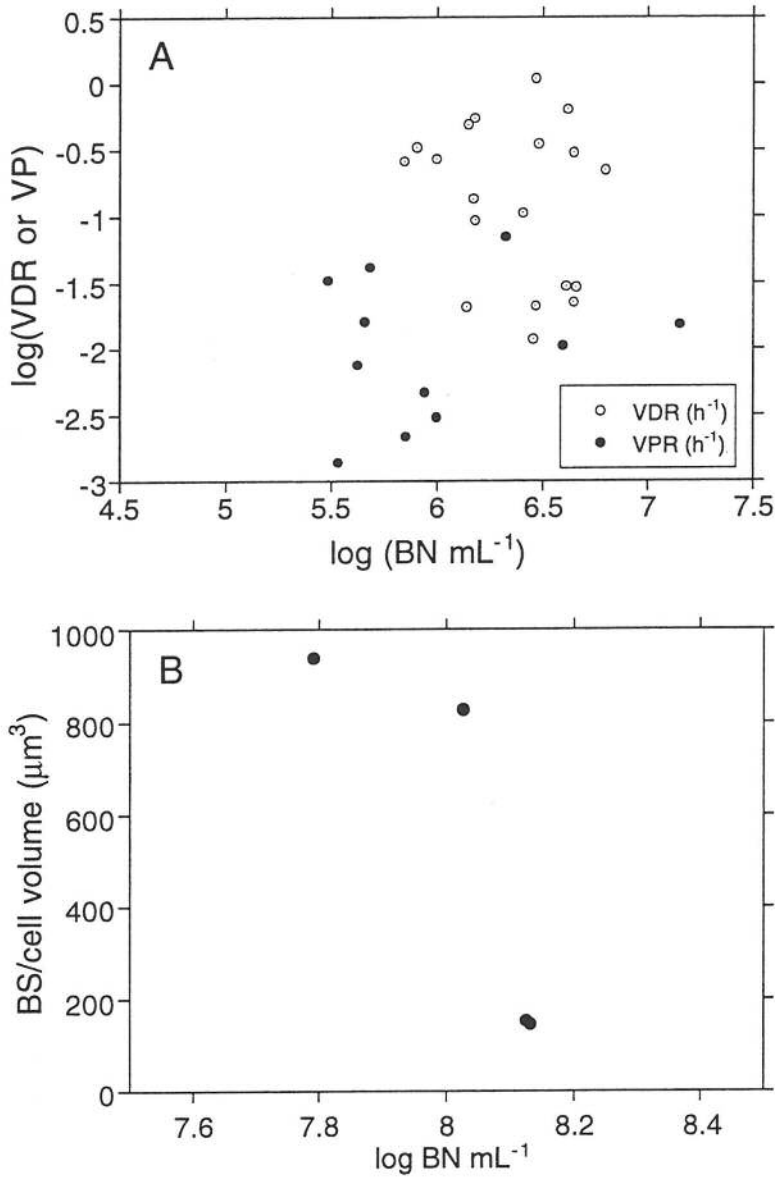 A
0.5
0
-0.5
-1
-1.5
-2
-2.5
-3
log(VDR or VP)
4.5 5 5.5 6 6.5 7 7.5
log (BN mL⁻¹)
VDR (h⁻¹)
VPR (h⁻¹)
B
1000
800
600
400
200
0
BS/cell volume (μm³)
7.6 7.8 8 8.2 8.4
log BN mL⁻¹